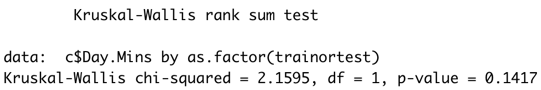 Kruskal-Wallis rank sum test
data:  c$Day.Mins by as.factor(trainortest)
Kruskal-Wallis chi-squared = 2.1595, df = 1, p-value = 0.1417